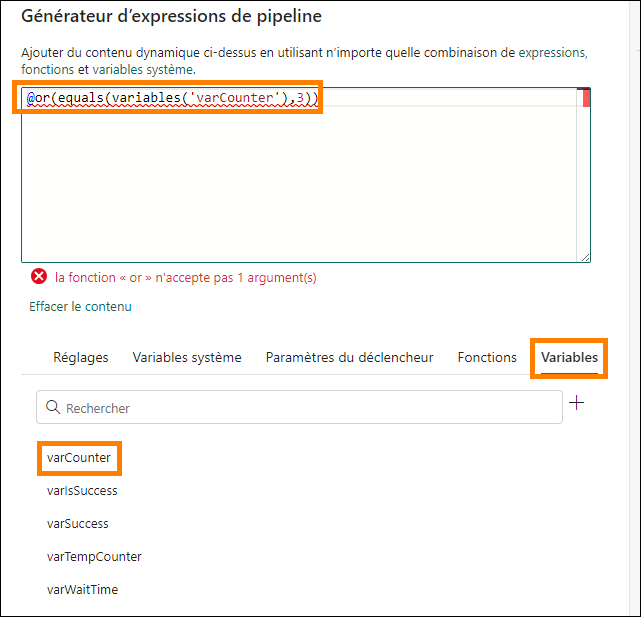 Générateur d’expressions de pipeline
Ajouter du contenu dynamique ci-dessus en utilisant n’importe quelle combinaison de expressions,
fonctions et variables système.
@or(equals(variables('varCounter'),3))
la fonction « or » n'accepte pas 1 argument(s)
Effacer le contenu
Réglages Variables système Paramètres du déclencheur Fonctions Variables
Rechercher
varCounter
varIsSuccess
varSuccess
varTempCounter
varWaitTime